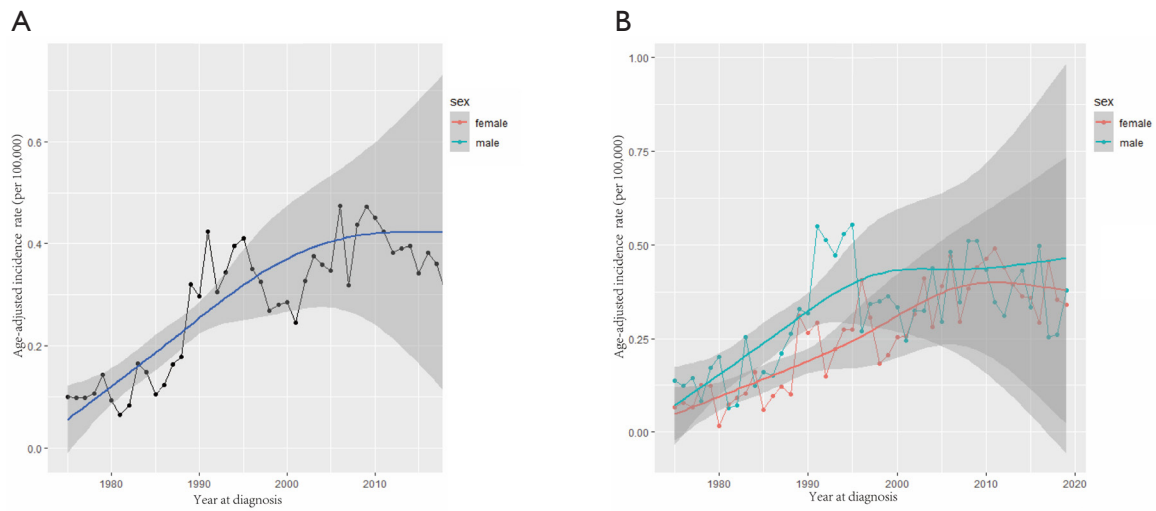 A
Age-adjusted incidence rate (per 100,000)
0.6
0.4
0.2
0.0
1980 1990 2000 2010
Year at diagnosis
sex
female
male
B
Age-adjusted incidence rate (per 100,000)
1.00
0.75
0.50
0.25
0.00
1980 1990 2000 2010 2020
Year at diagnosis
sex
female
male